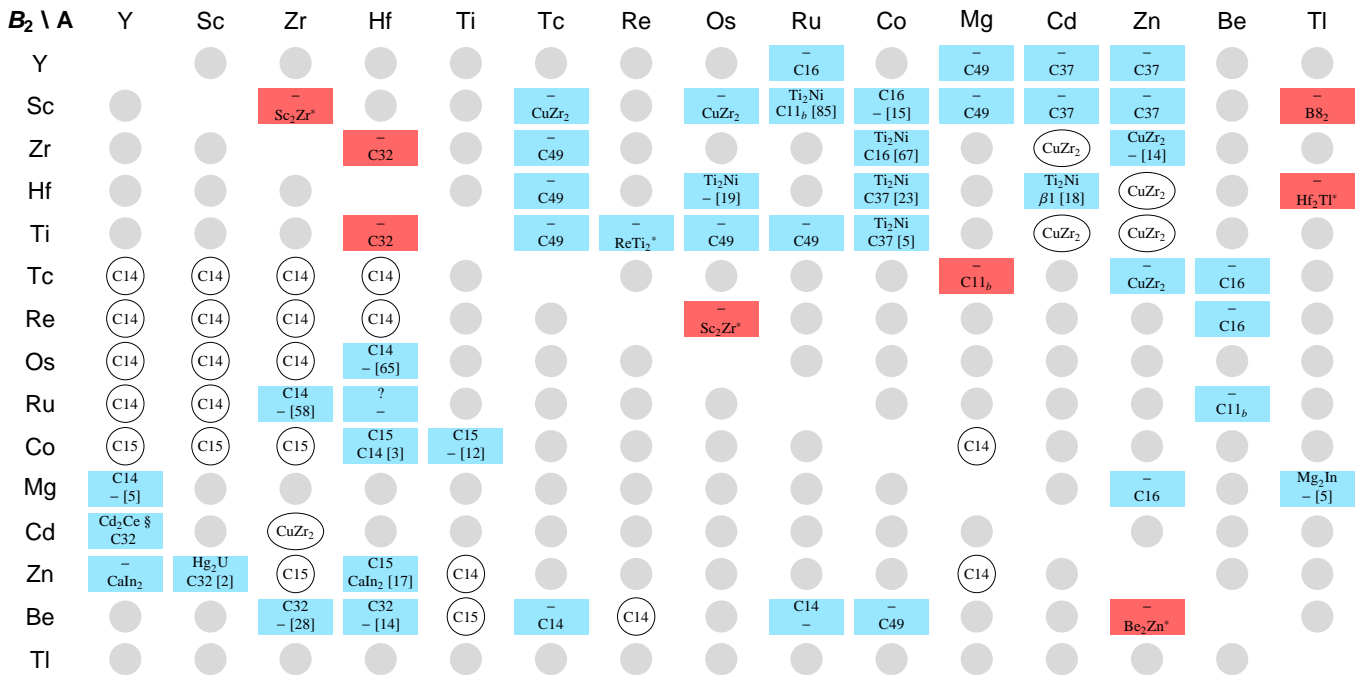 B₂ \ A Y Sc Zr Hf Ti Tc Re Os Ru Co Mg Cd Zn Be Tl
Y – – – –
C16 C49 C37 C37
Sc – – – Ti₂Ni C16 – – – –
Sc₂Zr* CuZr₂ CuZr₂ C11b [85] – [15] C49 C37 C37 B8₂
Zr – – Ti₂Ni CuZr₂ CuZr₂
C32 C49 C16 [67] – [14]
Hf – Ti₂Ni Ti₂Ni Ti₂Ni CuZr₂ –
C49 – [19] C37 [23] β1 [18] Hf₂Tl*
Ti – – – – – Ti₂Ni CuZr₂ CuZr₂
C32 C49 ReTi₂* C49 C49 C37 [5]
Tc C14 C14 C14 C14 – – –
C11b CuZr₂ C16
Re C14 C14 C14 C14 – –
Sc₂Zr* C16
Os C14 C14 C14 C14
– [65]
Ru C14 C14 C14 ? –
– [58] – C11b
Co C15 C15 C15 C15 C15 C14
C14 [3] – [12]
Mg C14 – Mg₂In
– [5] C16 – [5]
Cd Cd₂Ce § CuZr₂
C32
Zn – Hg₂U C15 C15 C14 C14
CaIn₂ C32 [2] CaIn₂ [17]
Be C32 C32 C15 – C14 C14 – –
– [28] – [14] C14 – C49 Be₂Zn*
Tl